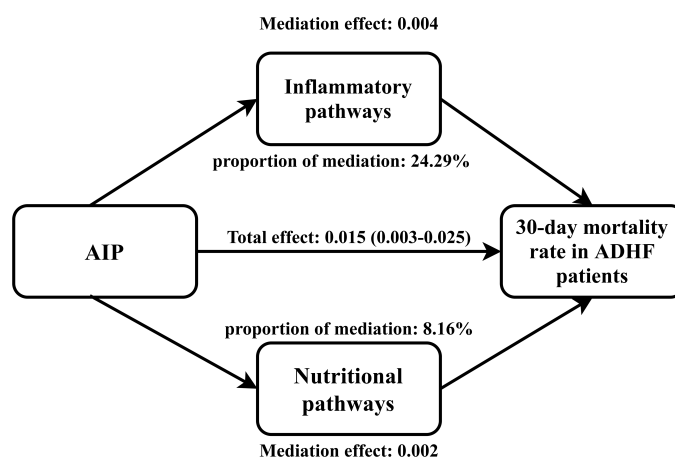 Mediation effect: 0.004
Inflammatory
pathways
proportion of mediation: 24.29%
AIP
Total effect: 0.015 (0.003-0.025)
30-day mortality
rate in ADHF
patients
proportion of mediation: 8.16%
Nutritional
pathways
Mediation effect: 0.002